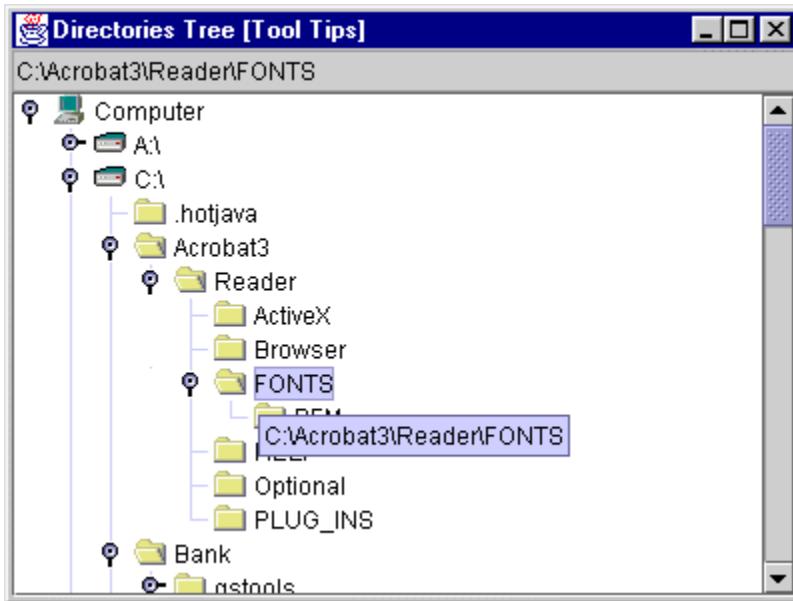 Directories Tree [Tool Tips]
C:\Acrobat3\Reader\FONTS
Computer
A:\
C:\
.hotjava
Acrobat3
Reader
ActiveX
Browser
FONTS
C:\Acrobat3\Reader\FONTS
Optional
PLUG_INS
Bank
gstools